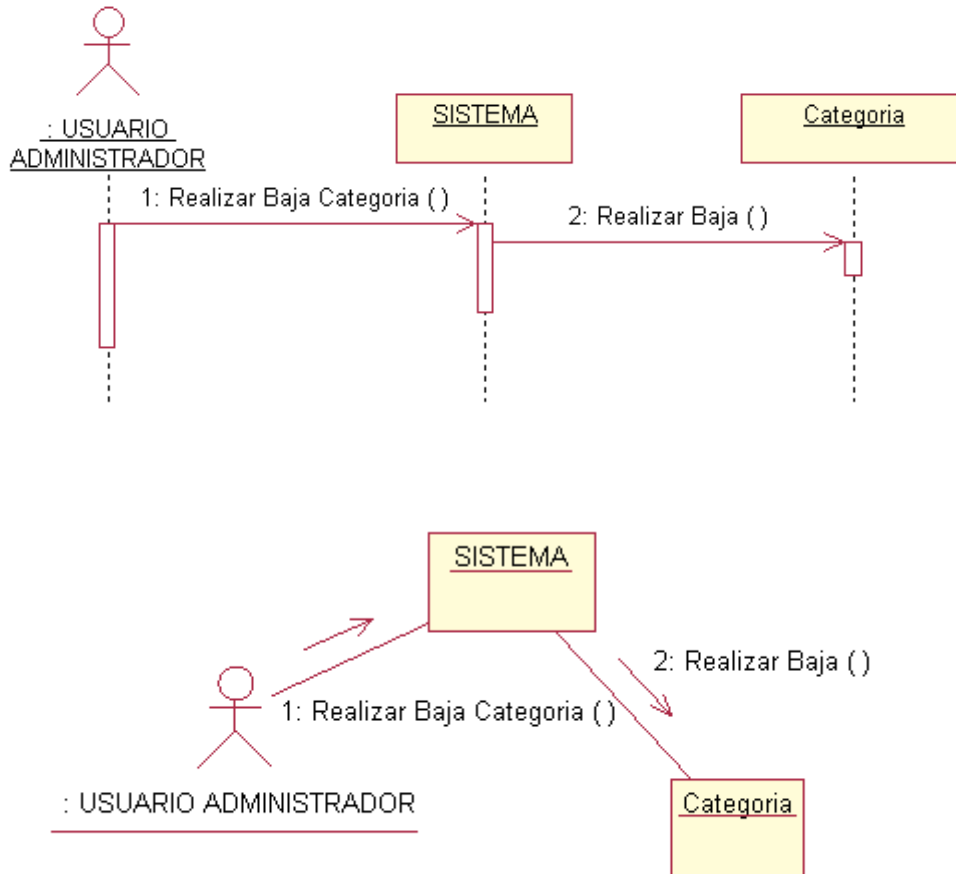 : USUARIO
ADMINISTRADOR
SISTEMA
Categoria
1: Realizar Baja Categoria ( )
2: Realizar Baja ( )
SISTEMA
2: Realizar Baja ( )
1: Realizar Baja Categoria ( )
: USUARIO ADMINISTRADOR
Categoria